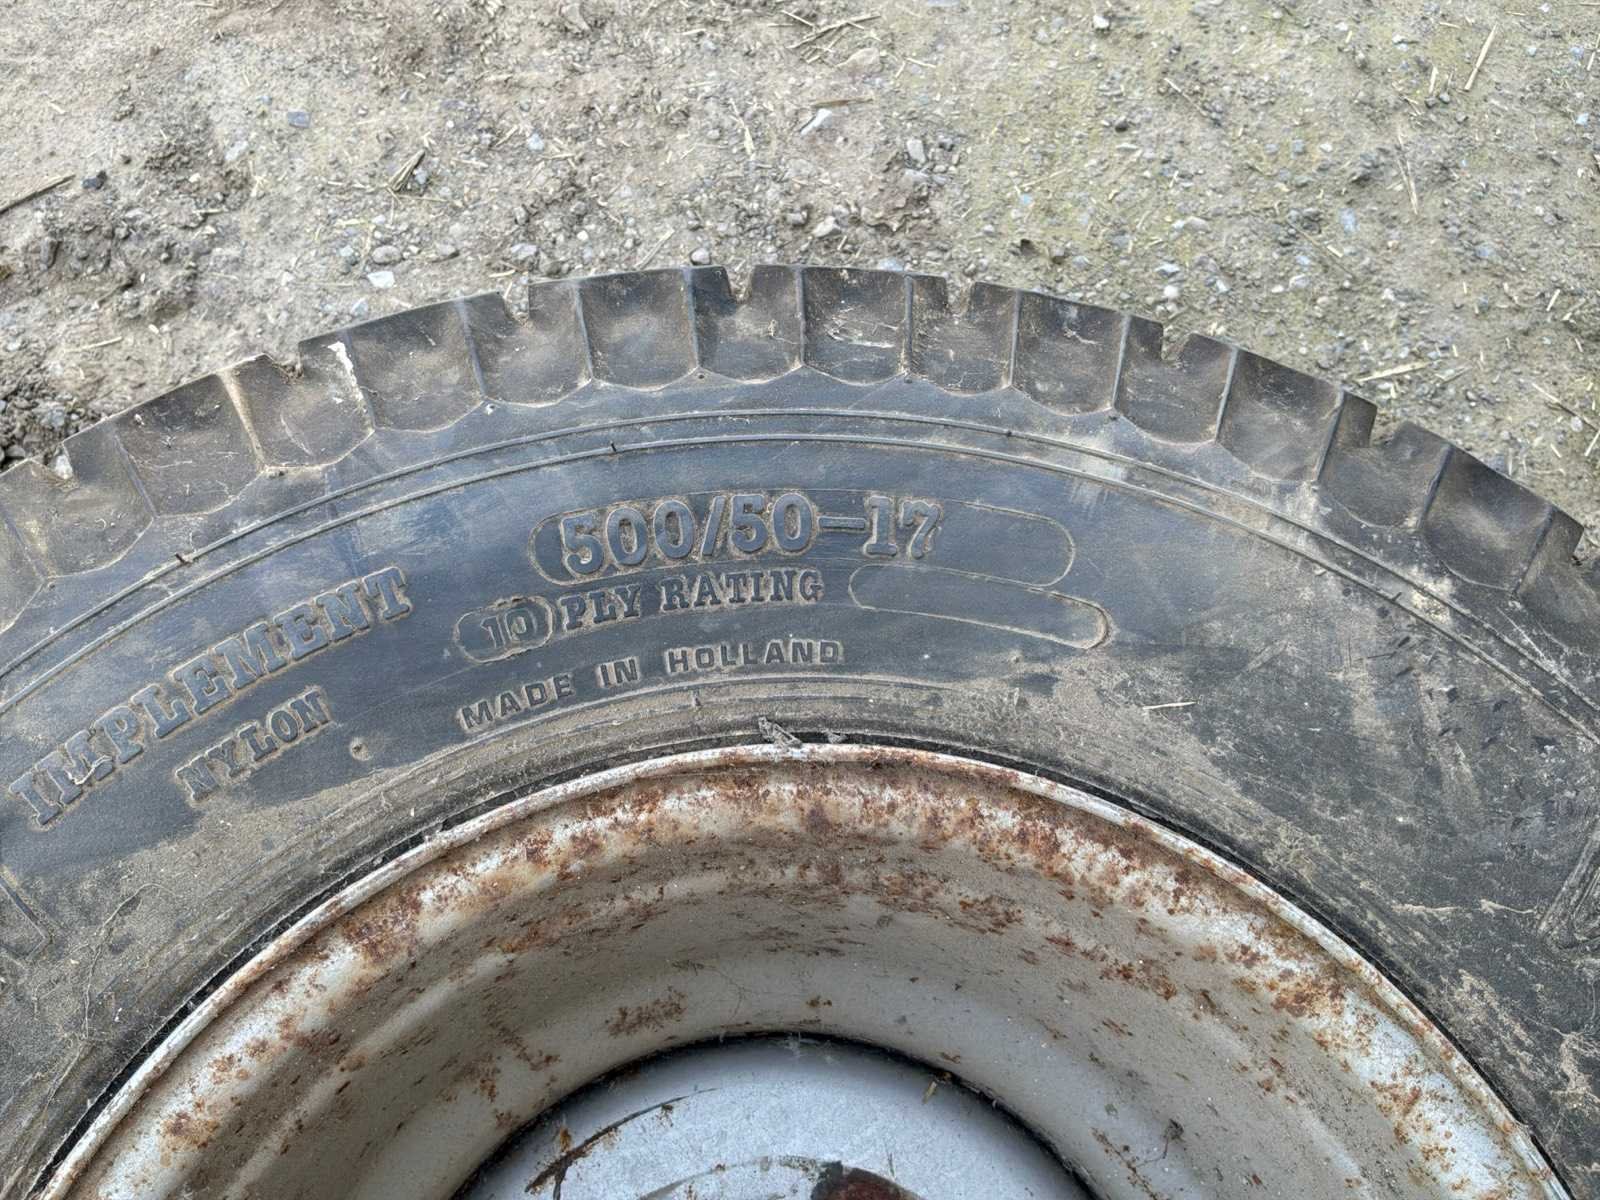 500/50-17
10 PLY RATING
IMPLEMENT
NYLON
MADE IN HOLLAND